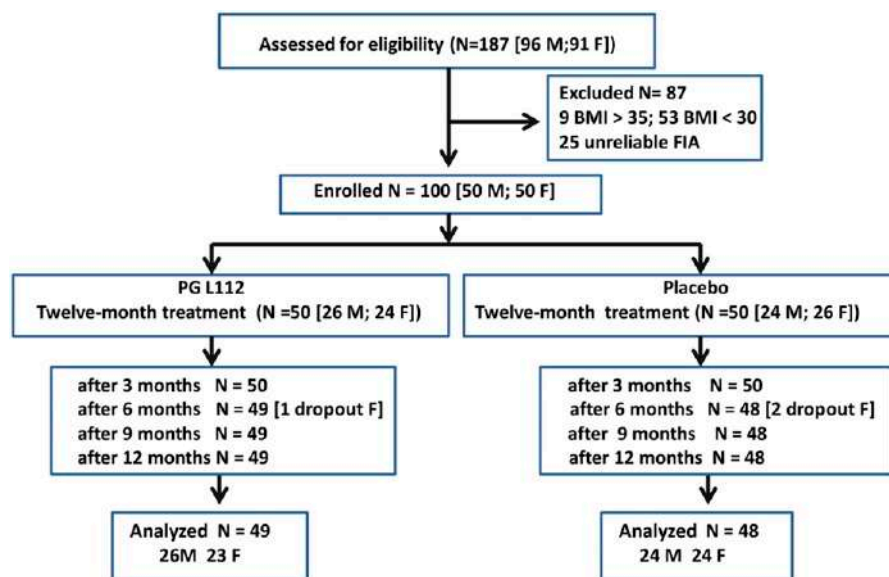 Assessed for eligibility (N=187 [96 M;91 F])
Excluded N= 87
9 BMI > 35; 53 BMI < 30
25 unreliable FIA
Enrolled N = 100 [50 M; 50 F]
PG L112
Twelve-month treatment (N =50 [26 M; 24 F])
Placebo
Twelve-month treatment (N =50 [24 M; 26 F])
after 3 months N = 50
after 6 months N = 49 [1 dropout F]
after 9 months N = 49
after 12 months N = 49
after 3 months N = 50
after 6 months N = 48 [2 dropout F]
after 9 months N = 48
after 12 months N = 48
Analyzed N = 49
26M 23 F
Analyzed N = 48
24 M 24 F